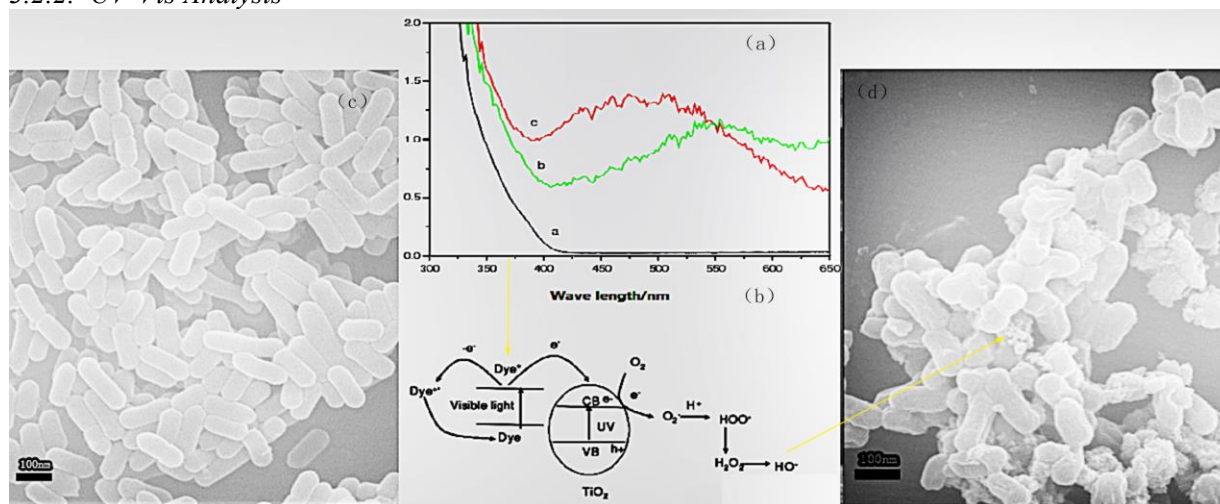 3.2.2. UV-Vis Analysis
(a)
2.0
1.5
1.0
0.5
0.0
c
b
a
300 350 400 450 500 550 600 650
Wave length/nm
(b)
(c)
100nm
-e-
Dye*
e-
O2
Dye+•
Visible light
CB e-
e-
UV
O2-
H+
HOO•
Dye
VB
h+
H2O2
HO•
TiO2
(d)
100nm